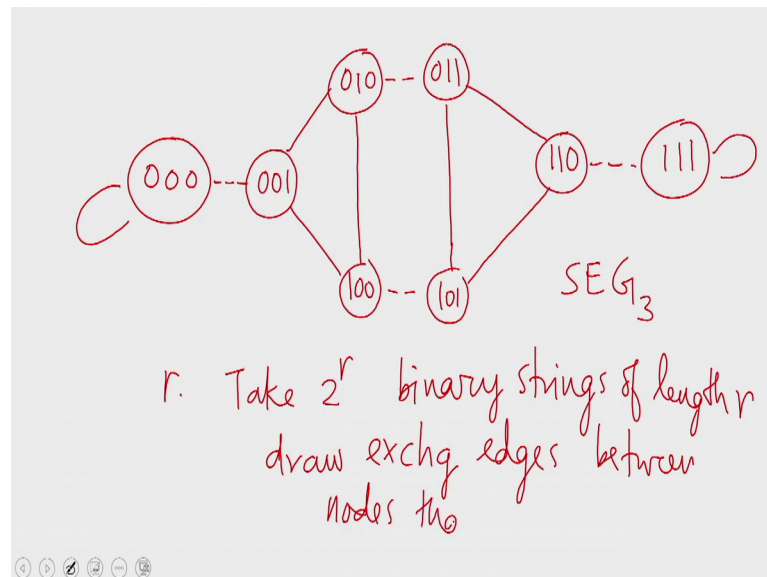 010 011
000 001 110 111
100 101
SEG3
r. Take 2^r binary strings of length r
draw exchg edges between
nodes tho